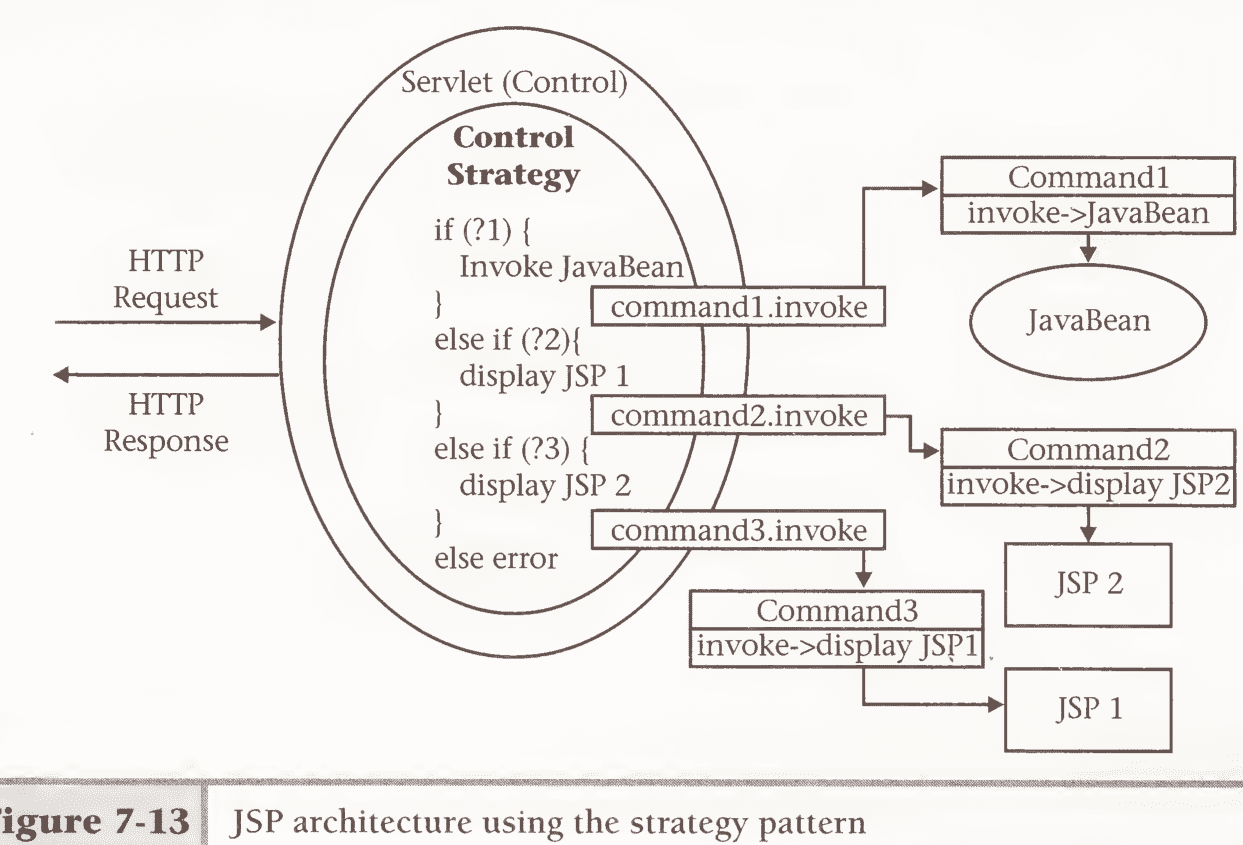 Servlet (Control)
Control
Strategy
if (?1) {
Invoke JavaBean
}
else if (?2){
display JSP 1
}
else if (?3) {
display JSP 2
}
else error
HTTP
Request
HTTP
Response
command1.invoke
command2.invoke
command3.invoke
Command1
invoke->JavaBean
JavaBean
Command2
invoke->display JSP2
JSP 2
Command3
invoke->display JSP1
JSP 1
igure 7-13
JSP architecture using the strategy pattern